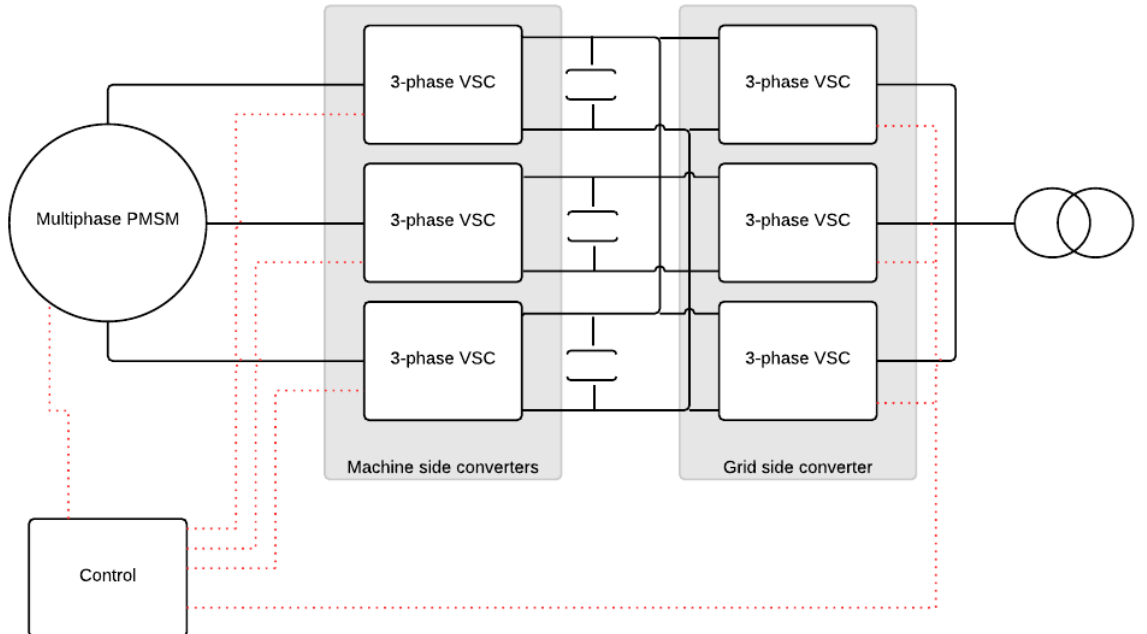 3-phase VSC
3-phase VSC
Multiphase PMSM
3-phase VSC
3-phase VSC
3-phase VSC
3-phase VSC
Machine side converters
Grid side converter
Control